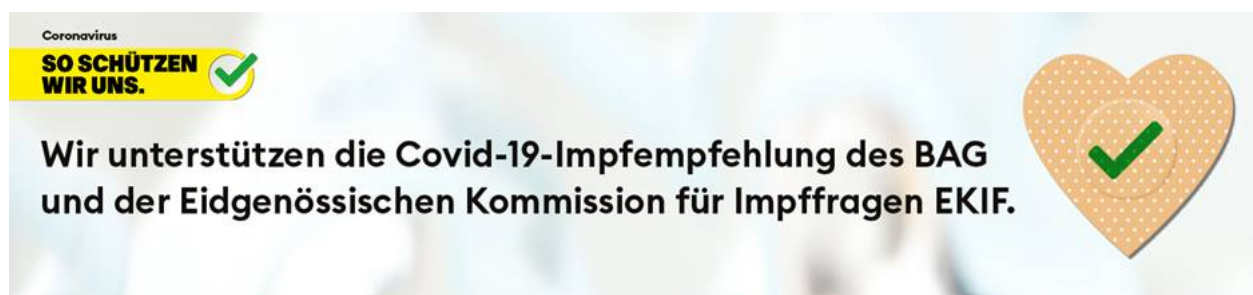 Coronavirus
SO SCHÜTZEN
WIR UNS.
Wir unterstützen die Covid-19-Impfempfehlung des BAG
und der Eidgenössischen Kommission für Impffragen EKIF.